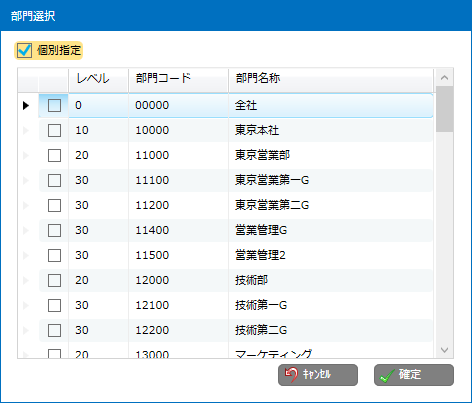 部門選択
個別指定
レベル 部門コード 部門名称
0 00000 全社
10 10000 東京本社
20 11000 東京営業部
30 11100 東京営業第一G
30 11200 東京営業第二G
30 11400 営業管理G
30 11500 営業管理2
20 12000 技術部
30 12100 技術第一G
30 12200 技術第二G
20 13000 マーケティング
ｷｬﾝｾﾙ 確定